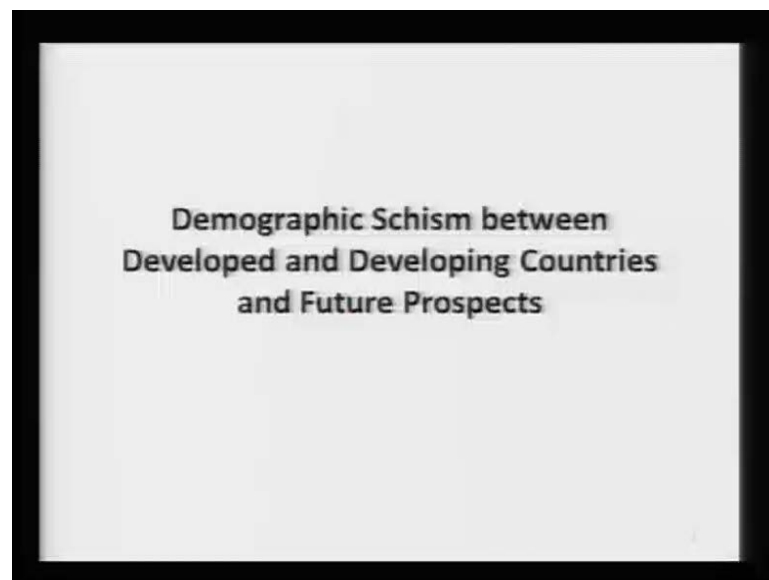 Demographic Schism between
Developed and Developing Countries
and Future Prospects